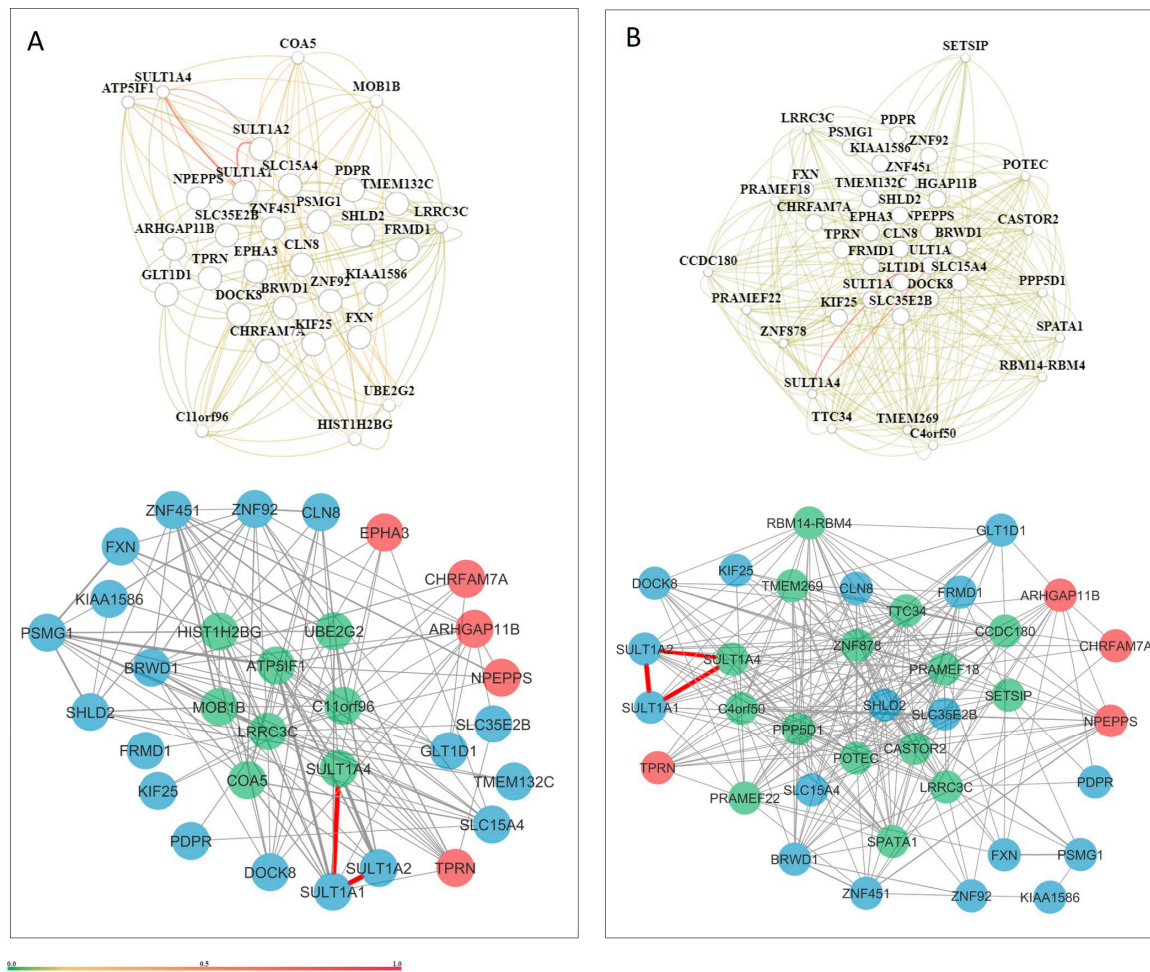 A
COA5
SULT1A4
ATP5IF1
MOB1B
SULT1A2
SLC15A4
SULT1A1
NPEPPS
PDPR
TMEM132C
SLC35E2B
PSMG1
ZNF451
SHLD2
LRRC3C
ARHGAP11B
FRMD1
CLN8
TPRN
EPHA3
GLT1D1
KIAA1586
BRWD1
ZNF92
DOCK8
CHRFAM7A
KIF25
FXN
UBE2G2
C11orf96
HIST1H2BG
ZNF451
ZNF92
CLN8
EPHA3
FXN
CHRFAM7A
KIAA1586
PSMG1
HIST1H2BG
UBE2G2
ARHGAP11B
BRWD1
ATP5IF1
NPEPPS
SHLD2
MOB1B
C11orf96
SLC35E2B
LRRC3C
FRMD1
GLT1D1
COA5
SULT1A4
TMEM132C
KIF25
SLC15A4
PDPR
DOCK8
SULT1A2
TPRN
SULT1A1
B
SETSIP
LRRC3C
PDPR
PSMG1
ZNF92
KIAA1586
ZNF451
POTEC
FXN
TMEM132C
HGAP11B
PRAMEF18
SHLD2
CHRFAM7A
EPHA3
NPEPPS
CASTOR2
TPRN
CLN8
BRWD1
FRMD1
ULT1A
CCDC180
GLT1D1
SLC15A4
SULT1A
DOCK8
PPP5D1
PRAMEF22
KIF25
SLC35E2B
SPATA1
ZNF878
RBM14-RBM4
SULT1A4
TTC34
TMEM269
C4orf50
RBM14-RBM4
GLT1D1
DOCK8
KIF25
TMEM269
CLN8
FRMD1
ARHGAP11B
TTC34
CCDC180
SULT1A2
SULT1A4
ZNF878
CHRFAM7A
PRAMEF18
SETSIP
SULT1A1
C4orf50
SHLD2
SLC35E2B
NPEPPS
PPP5D1
TPRN
POTEC
CASTOR2
PDPR
PRAMEF22
SLC15A4
LRRC3C
SPATA1
BRWD1
FXN
PSMG1
ZNF451
ZNF92
KIAA1586
0.0 0.5 1.0